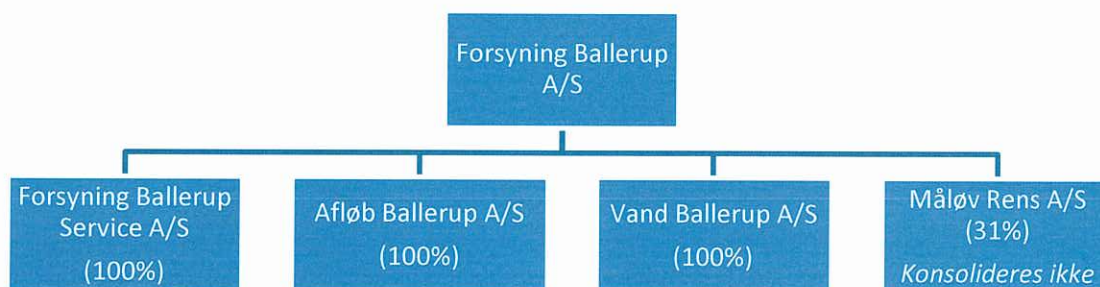 Forsyning Ballerup
A/S
Forsyning Ballerup
Service A/S
(100%)
Afløb Ballerup A/S
(100%)
Vand Ballerup A/S
(100%)
Måløv Rens A/S
(31%)
Konsolideres ikke